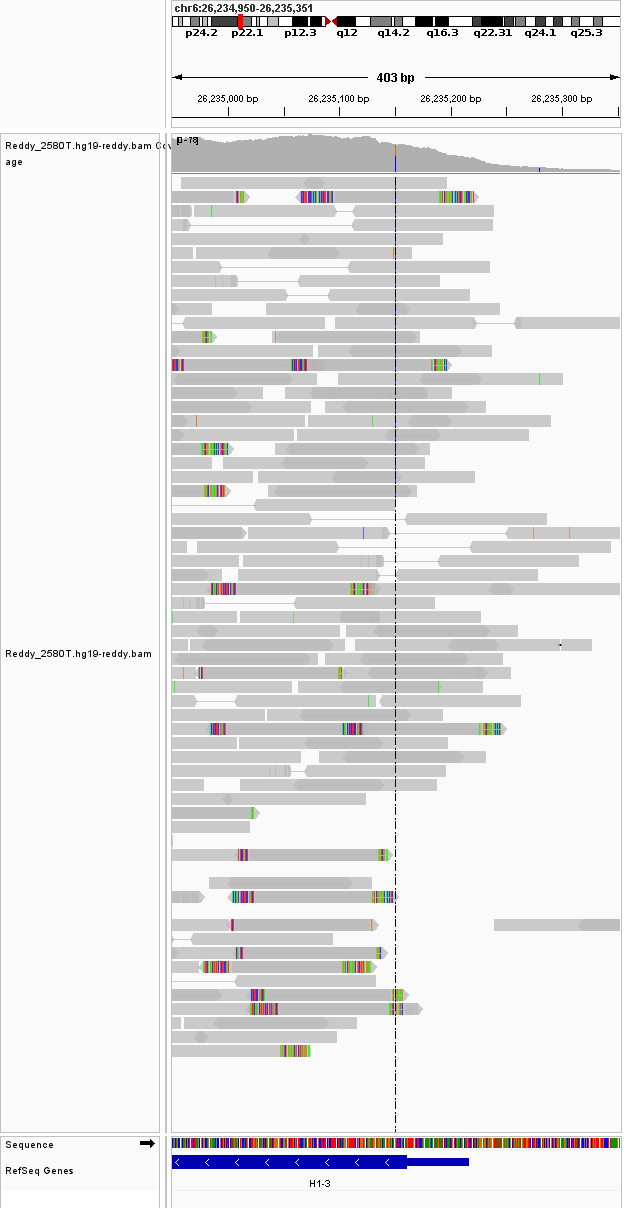 chr6:26,234,950-26,235,351
p24.2 p22.1 p12.3 q12 q14.2 q16.3 q22.31 q24.1 q25.3
403 bp
26,235,000 bp 26,235,100 bp 26,235,200 bp 26,235,300 bp
Reddy_2580T.hg19-reddy.bam Cov
age
Reddy_2580T.hg19-reddy.bam
Sequence
RefSeq Genes
H1-3